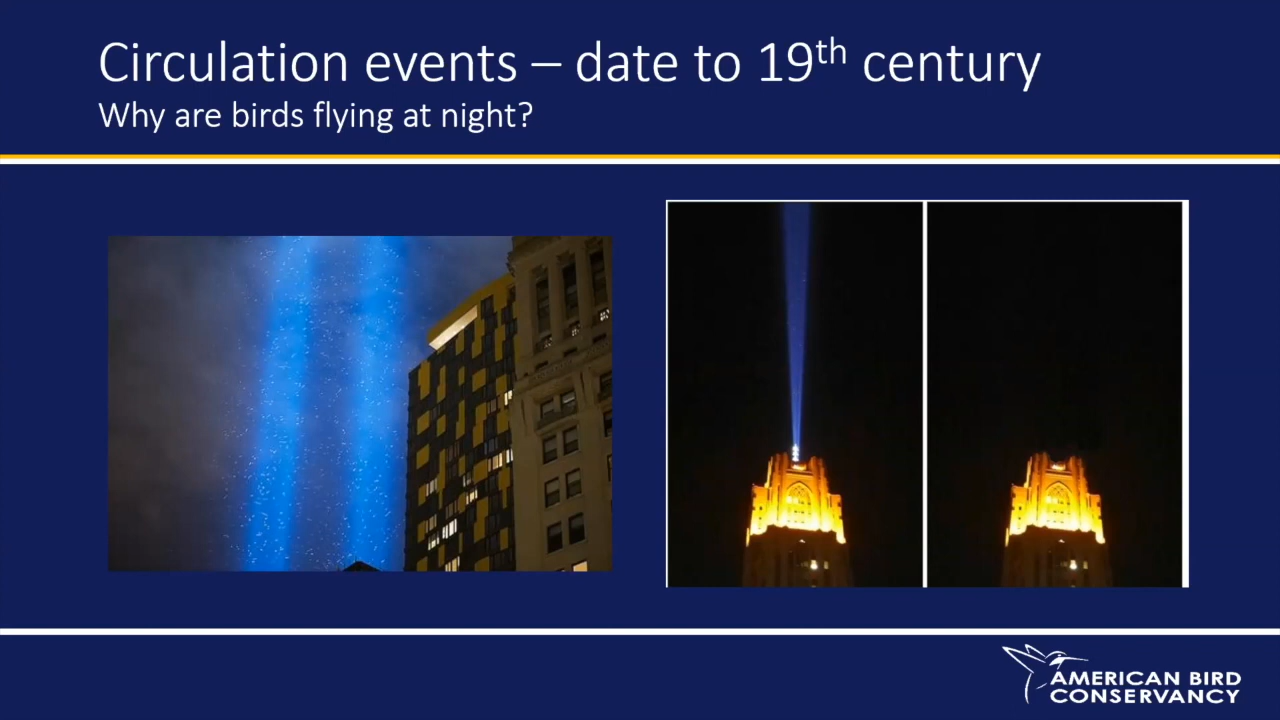 Circulation events – date to 19th century
Why are birds flying at night?
AMERICAN BIRD
CONSERVANCY